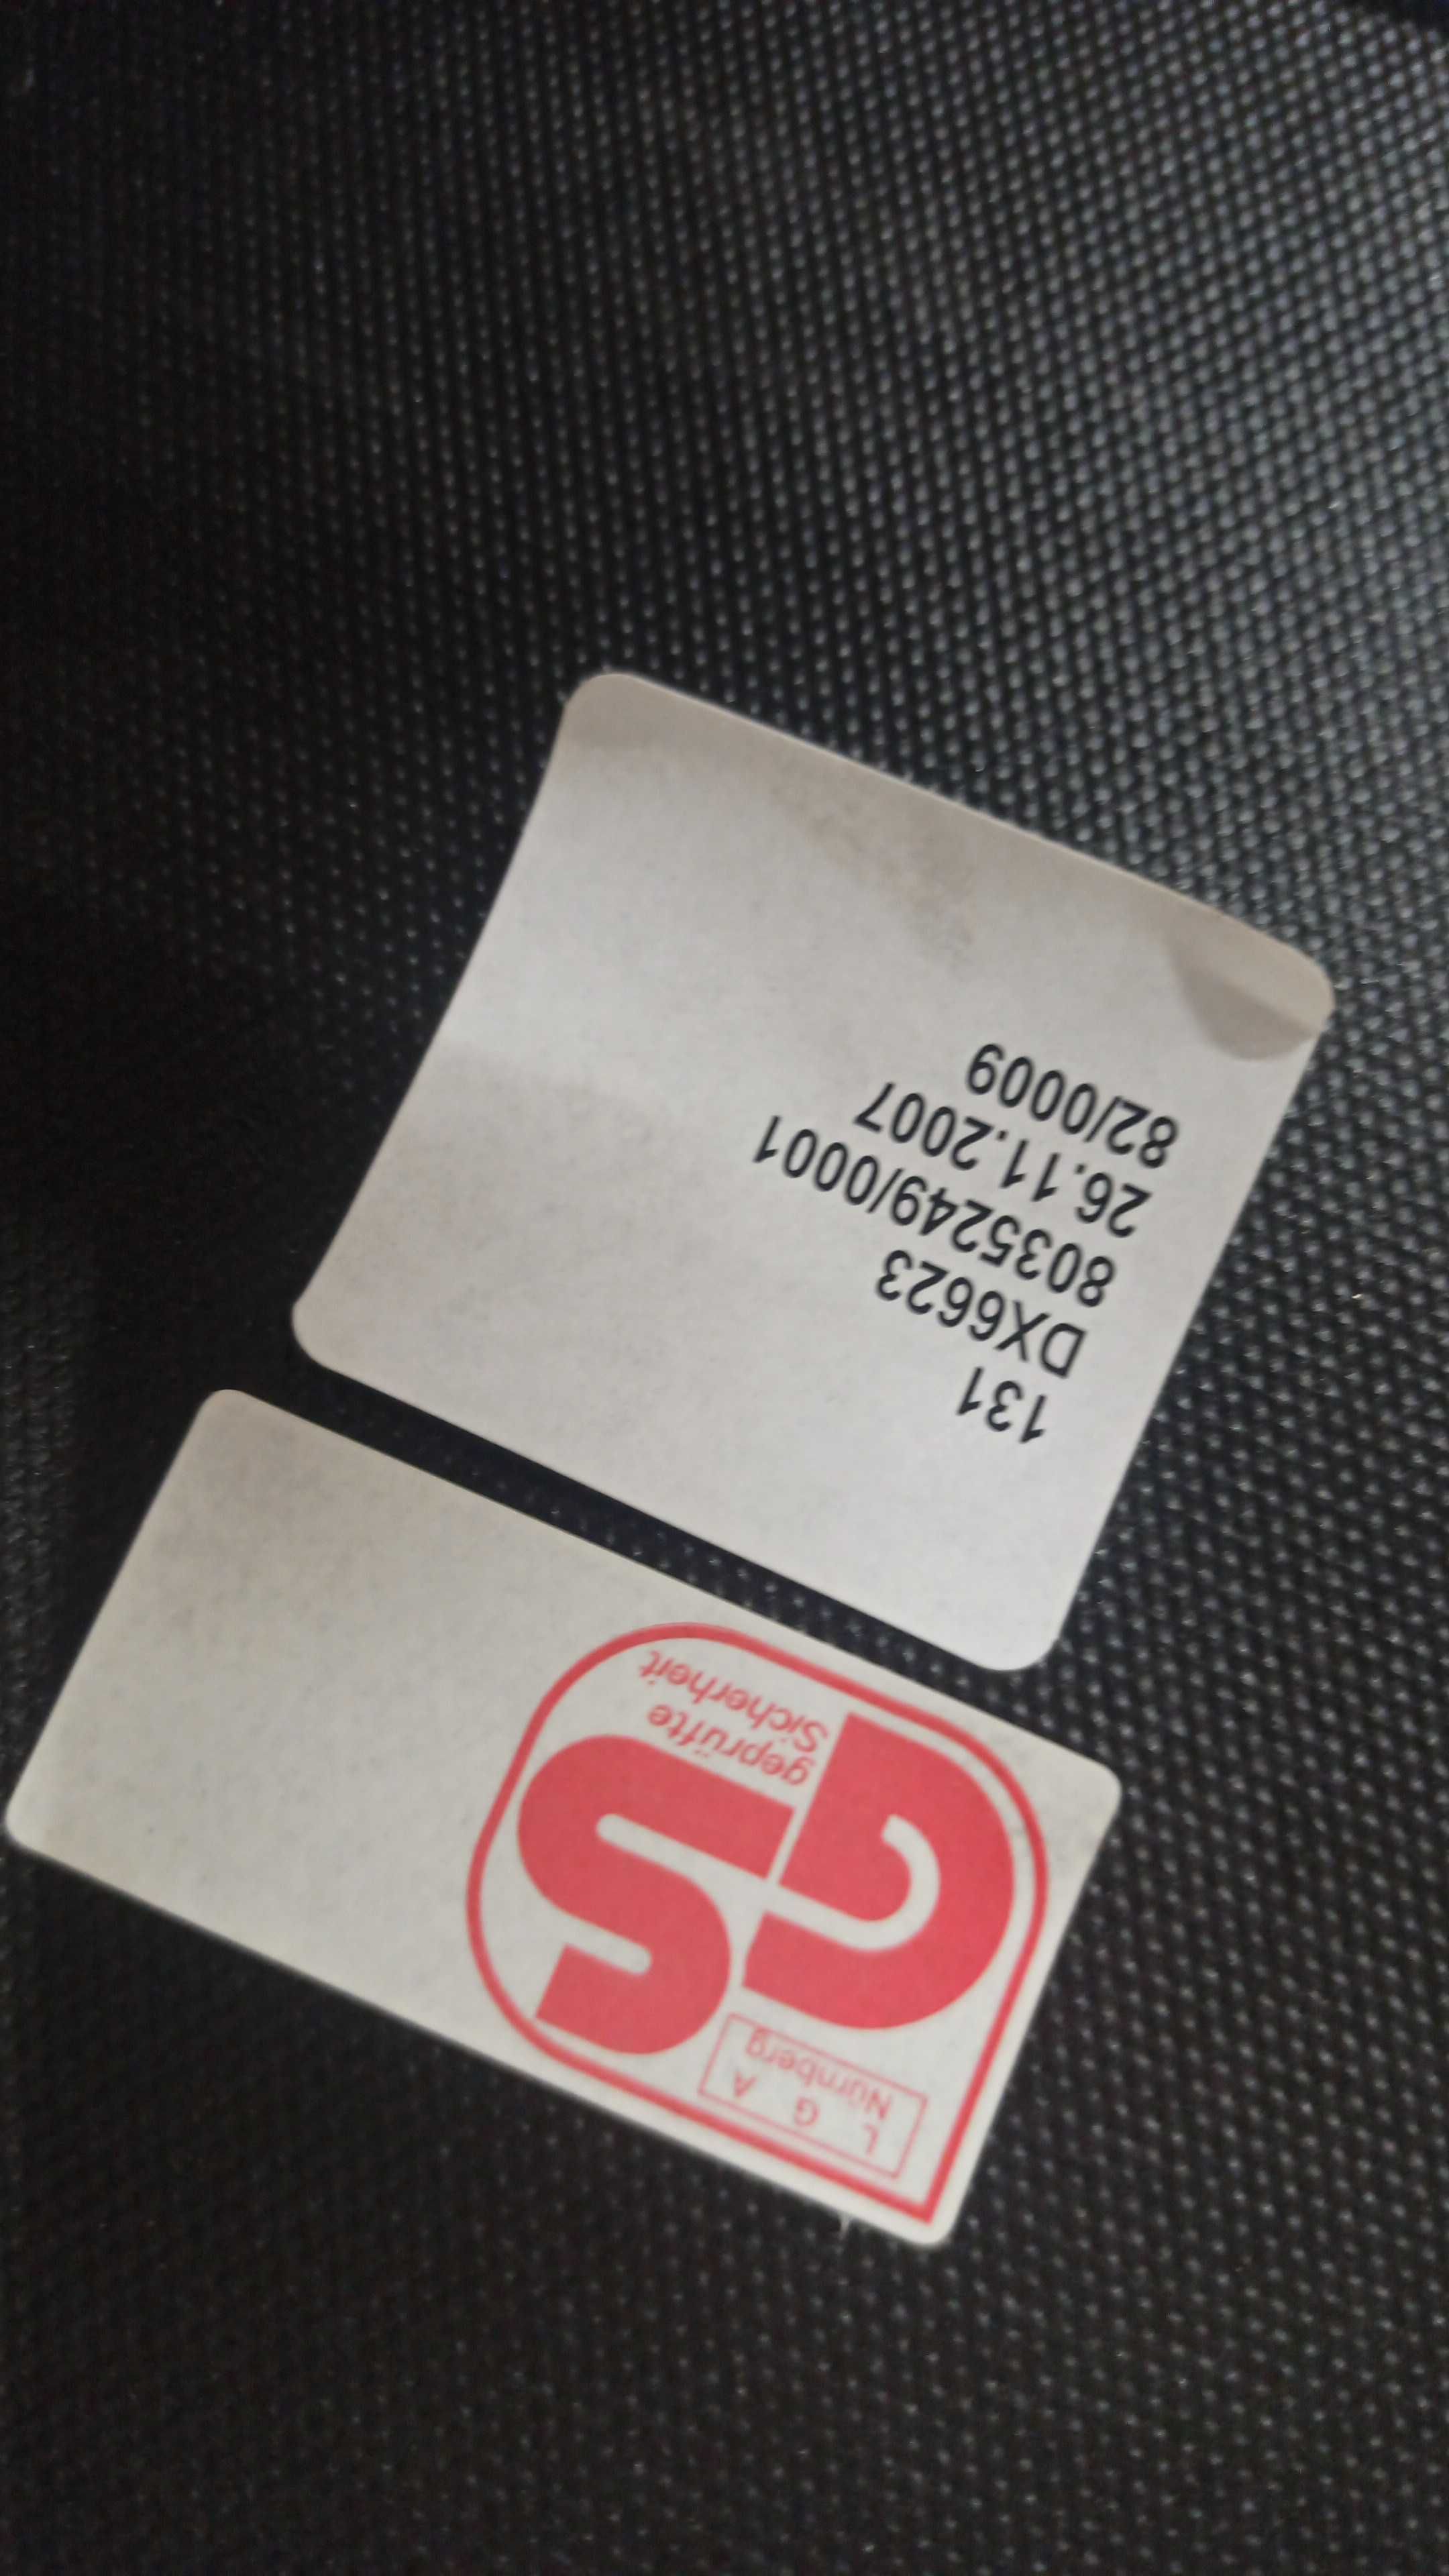 131
DX6623
8035249/0001
26.11.2007
82/0009
L G A
Nürnberg
GS
geprüfte
Sicherheit